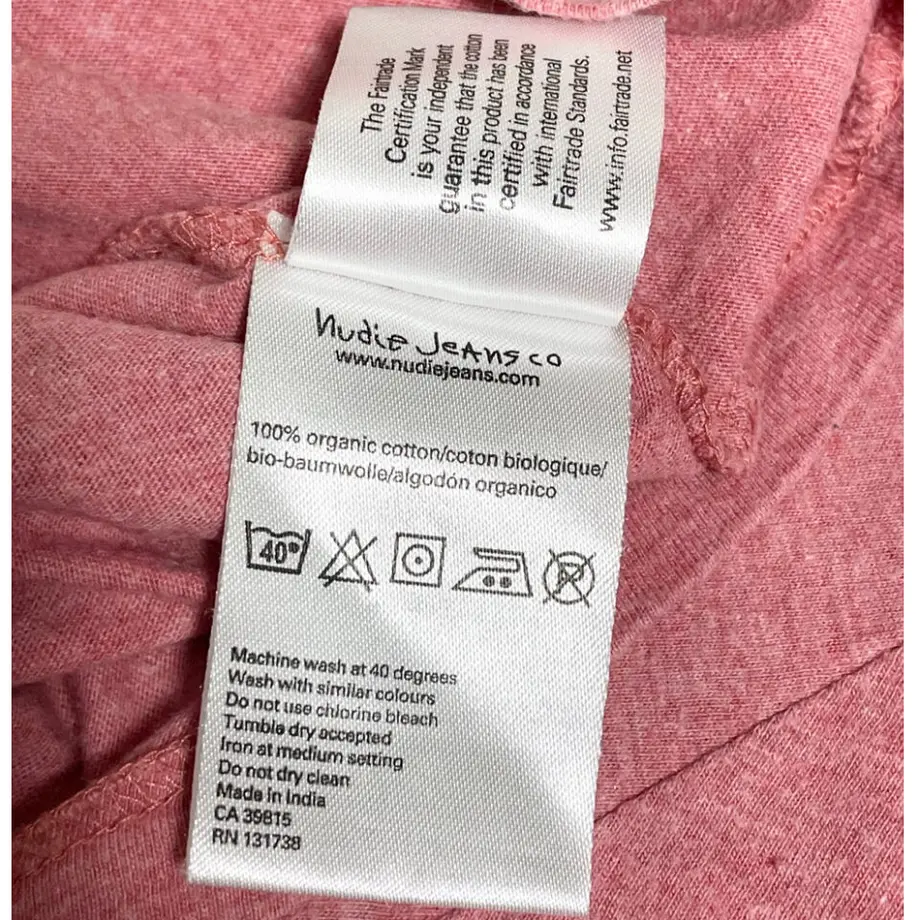 The Fairtrade
Certification Mark
is your independent
guarantee that the cotton
in this product has been
certified in accordance
with international
Fairtrade Standards.
www.info.fairtrade.net
Nudie Jeans co
www.nudiejeans.com
100% organic cotton/coton biologique/
bio-baumwolle/algodón organico
40° P
Machine wash at 40 degrees
Wash with similar colours
Do not use chlorine bleach
Tumble dry accepted
Iron at medium setting
Do not dry clean
Made in India
CA 39815
RN 131738